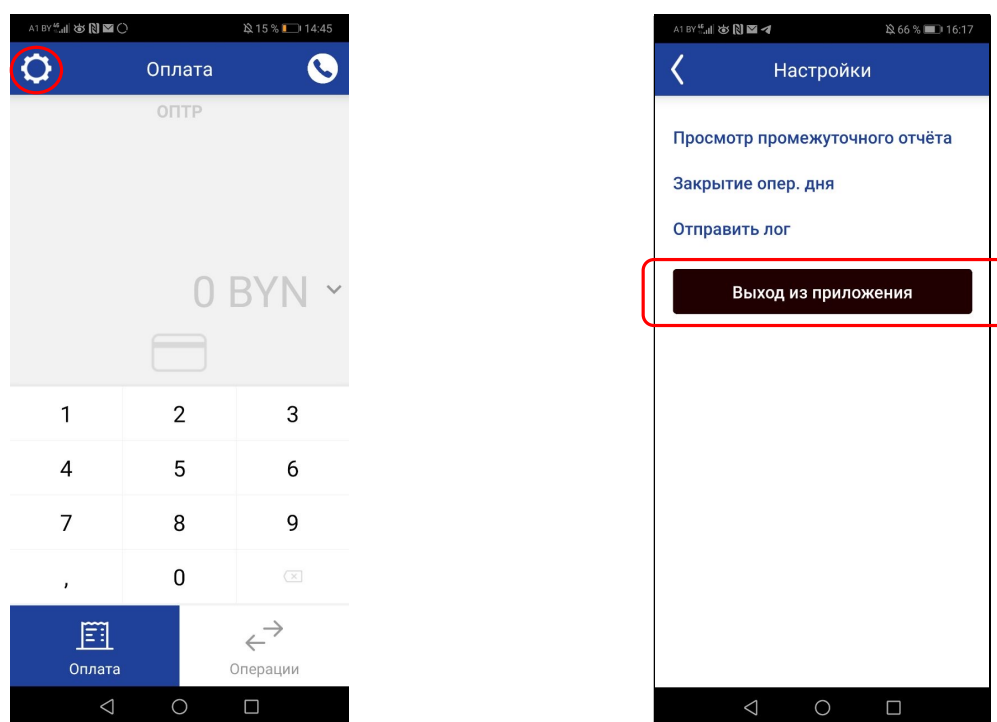 A1 BY 15 % 14:45
Оплата
ОПТР
0 BYN
1 2 3
4 5 6
7 8 9
, 0
Оплата Операции
A1 BY 66 % 16:17
Настройки
Просмотр промежуточного отчёта
Закрытие опер. дня
Отправить лог
Выход из приложения